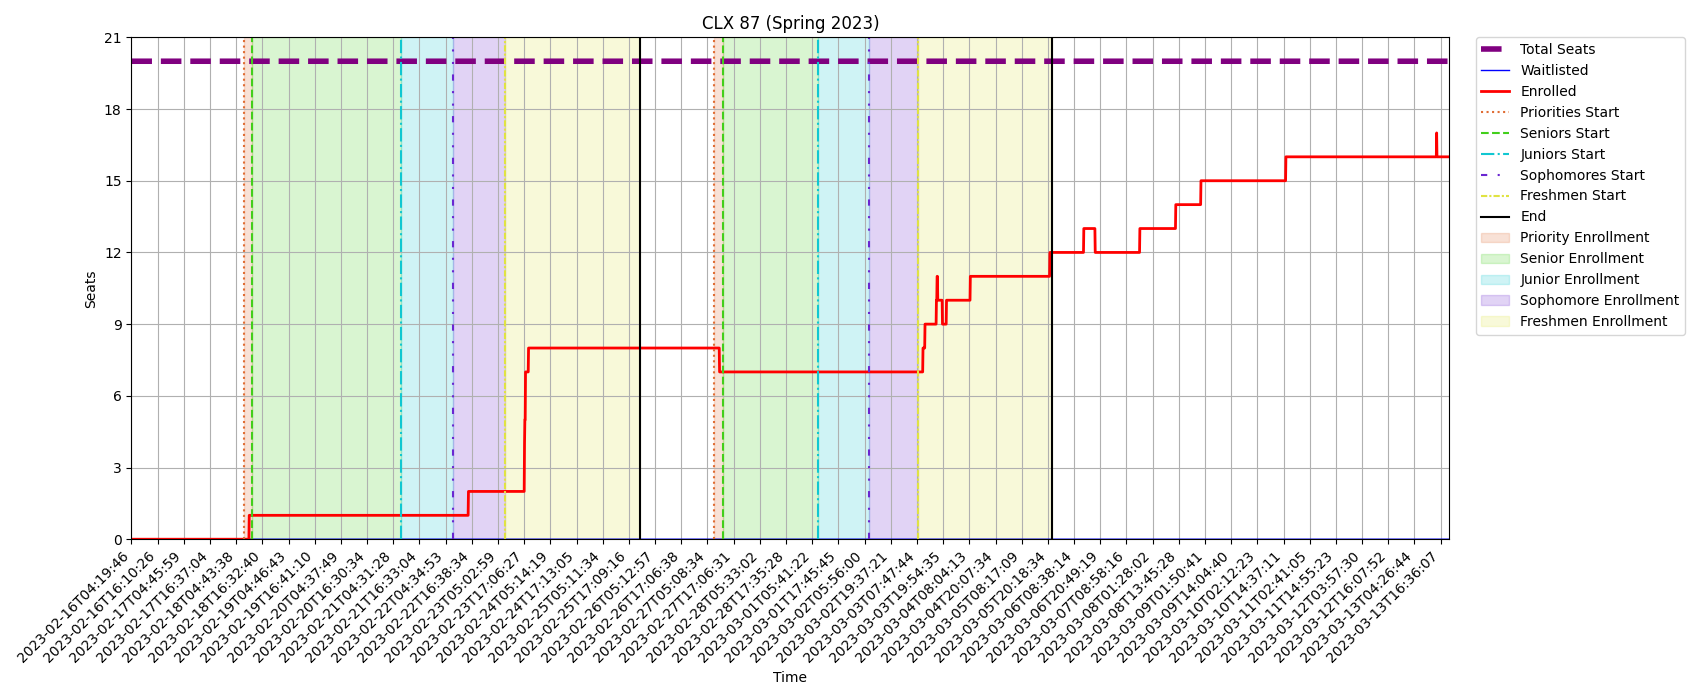 CLX 87 (Spring 2023)
Seats
21
18
15
12
9
6
3
0
2023-02-16T04:19:46
2023-02-16T16:10:26
2023-02-17T04:45:59
2023-02-17T16:37:04
2023-02-18T04:43:38
2023-02-18T16:32:40
2023-02-19T04:46:43
2023-02-19T16:41:10
2023-02-20T04:37:49
2023-02-20T16:30:34
2023-02-21T04:31:28
2023-02-21T16:33:04
2023-02-22T04:34:53
2023-02-22T16:38:34
2023-02-23T05:02:59
2023-02-23T17:06:27
2023-02-24T05:14:19
2023-02-24T17:13:05
2023-02-25T05:11:34
2023-02-25T17:09:16
2023-02-26T05:12:57
2023-02-26T17:06:38
2023-02-27T05:08:34
2023-02-27T17:06:31
2023-02-28T05:33:02
2023-02-28T17:35:28
2023-03-01T05:41:22
2023-03-01T17:45:45
2023-03-02T05:56:00
2023-03-02T19:37:21
2023-03-03T07:47:44
2023-03-03T19:54:35
2023-03-04T08:04:13
2023-03-04T20:07:34
2023-03-05T08:17:09
2023-03-05T20:18:34
2023-03-06T08:38:14
2023-03-06T20:49:19
2023-03-07T08:58:16
2023-03-08T01:28:02
2023-03-08T13:45:28
2023-03-09T01:50:41
2023-03-09T14:04:40
2023-03-10T02:12:23
2023-03-10T14:37:11
2023-03-11T02:41:05
2023-03-11T14:55:23
2023-03-12T03:57:30
2023-03-12T16:07:52
2023-03-13T04:26:44
2023-03-13T16:36:07
Time
Total Seats
Waitlisted
Enrolled
Priorities Start
Seniors Start
Juniors Start
Sophomores Start
Freshmen Start
End
Priority Enrollment
Senior Enrollment
Junior Enrollment
Sophomore Enrollment
Freshmen Enrollment